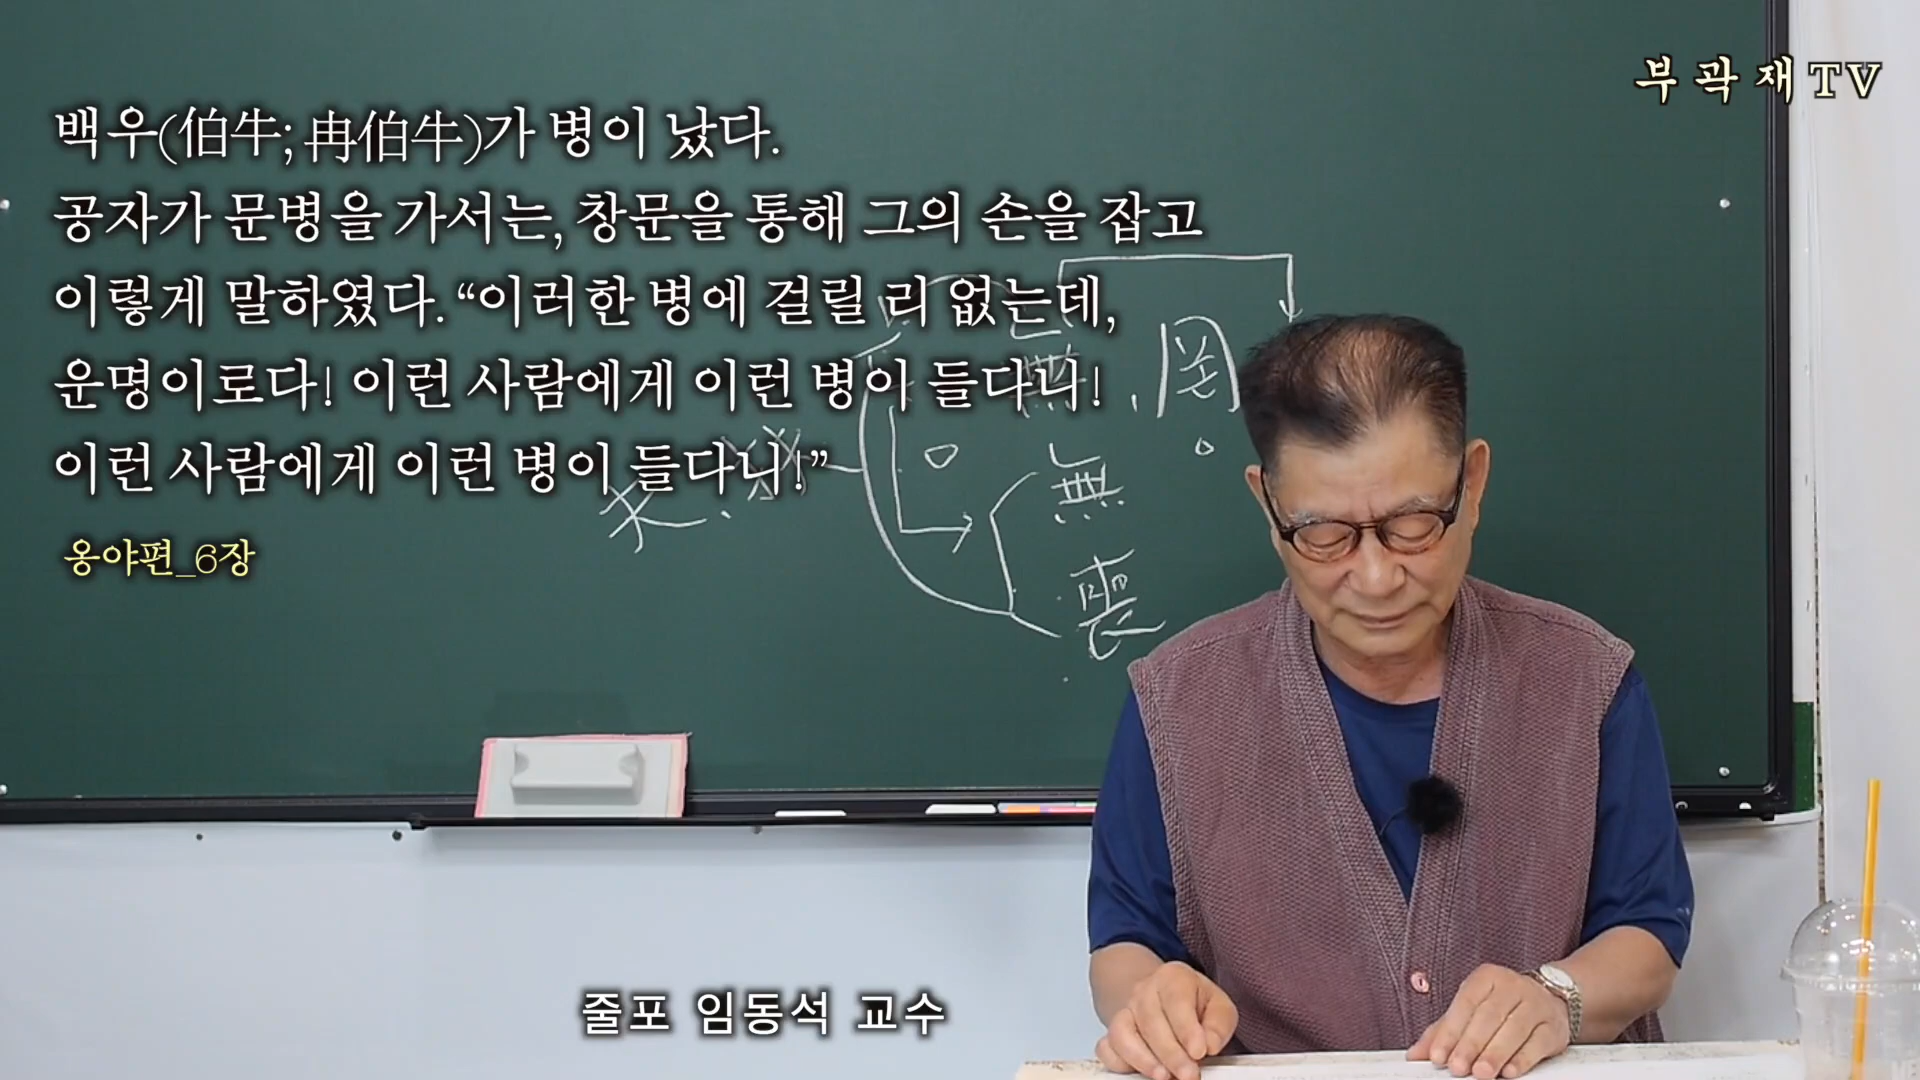 부곽재TV
백우(伯牛; 冉伯牛)가 병이 났다.
공자가 문병을 가서는, 창문을 통해 그의 손을 잡고
이렇게 말하였다. “이러한 병에 걸릴 리 없는데,
운명이로다! 이런 사람에게 이런 병이 들다니!
이런 사람에게 이런 병이 들다니!”
옹야편_6장
無, 罔
無
喪
未.
줄포 임동석 교수